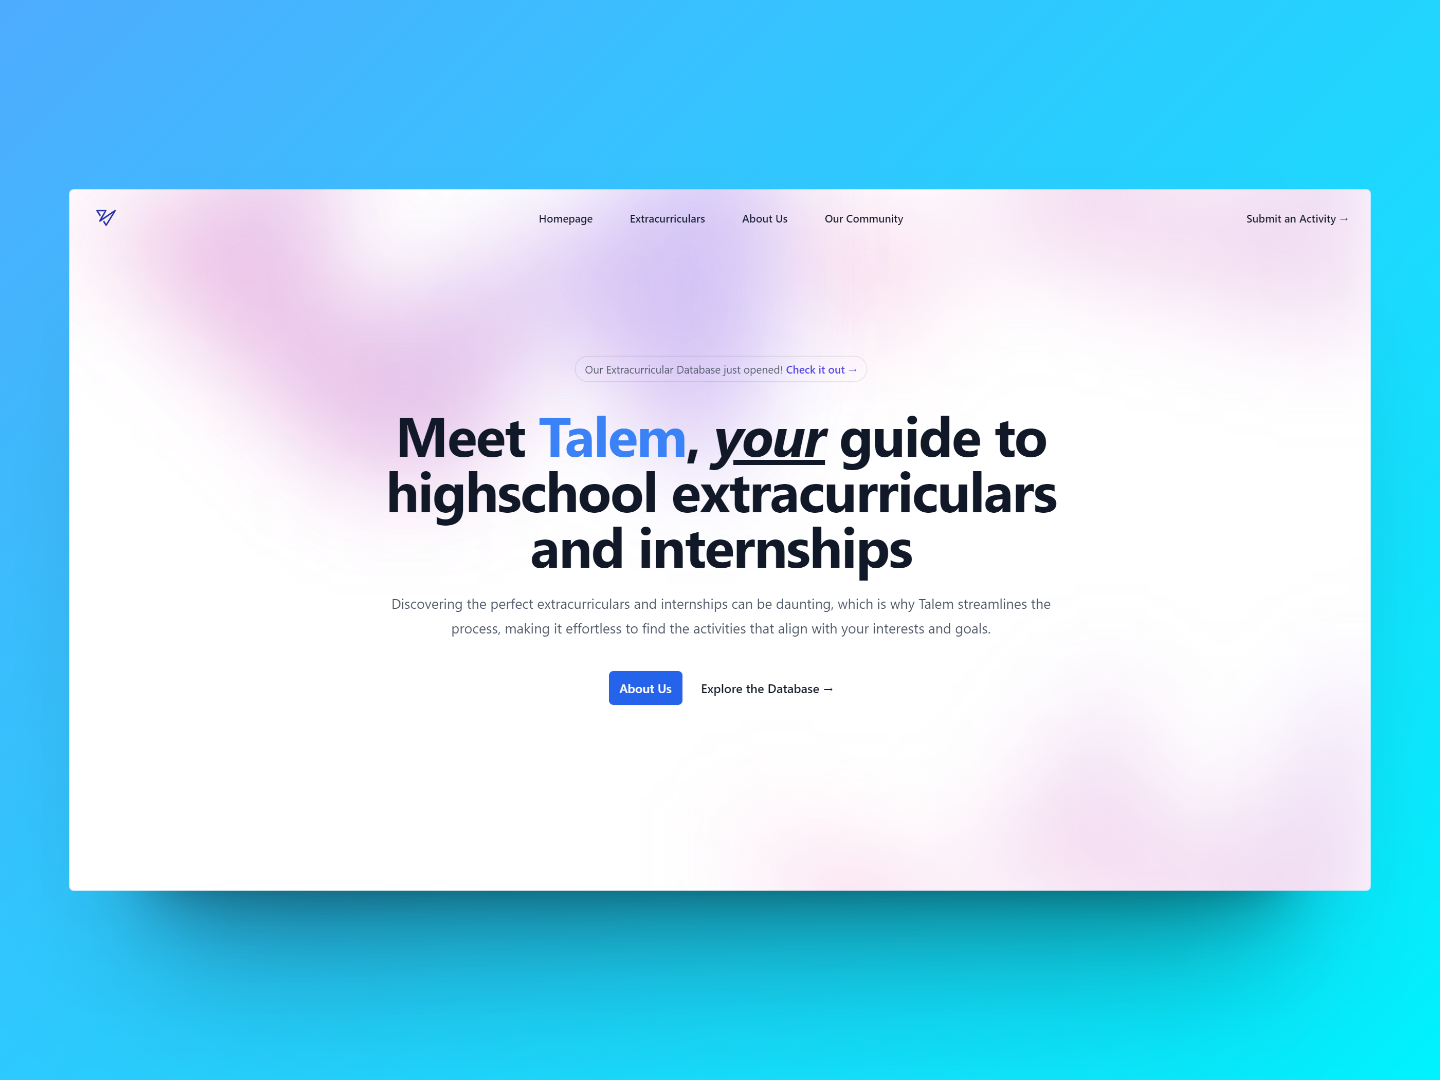 Homepage Extracurriculars About Us Our Community Submit an Activity →
Our Extracurricular Database just opened! Check it out →
Meet Talem, your guide to
highschool extracurriculars
and internships
Discovering the perfect extracurriculars and internships can be daunting, which is why Talem streamlines the
process, making it effortless to find the activities that align with your interests and goals.
About Us Explore the Database →